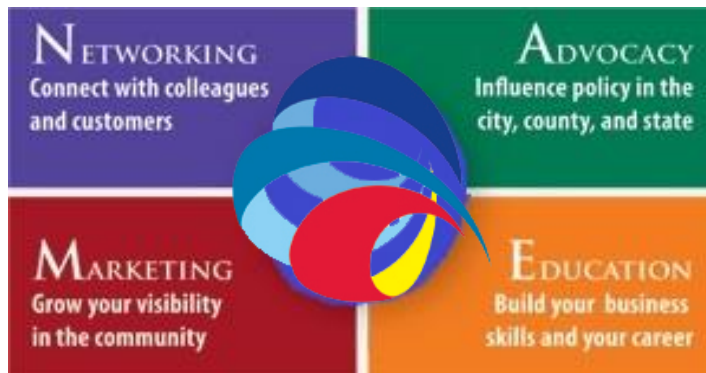 NETWORKING
Connect with colleagues
and customers
ADVOCACY
Influence policy in the
city, county, and state
MARKETING
Grow your visibility
in the community
EDUCATION
Build your business
skills and your career